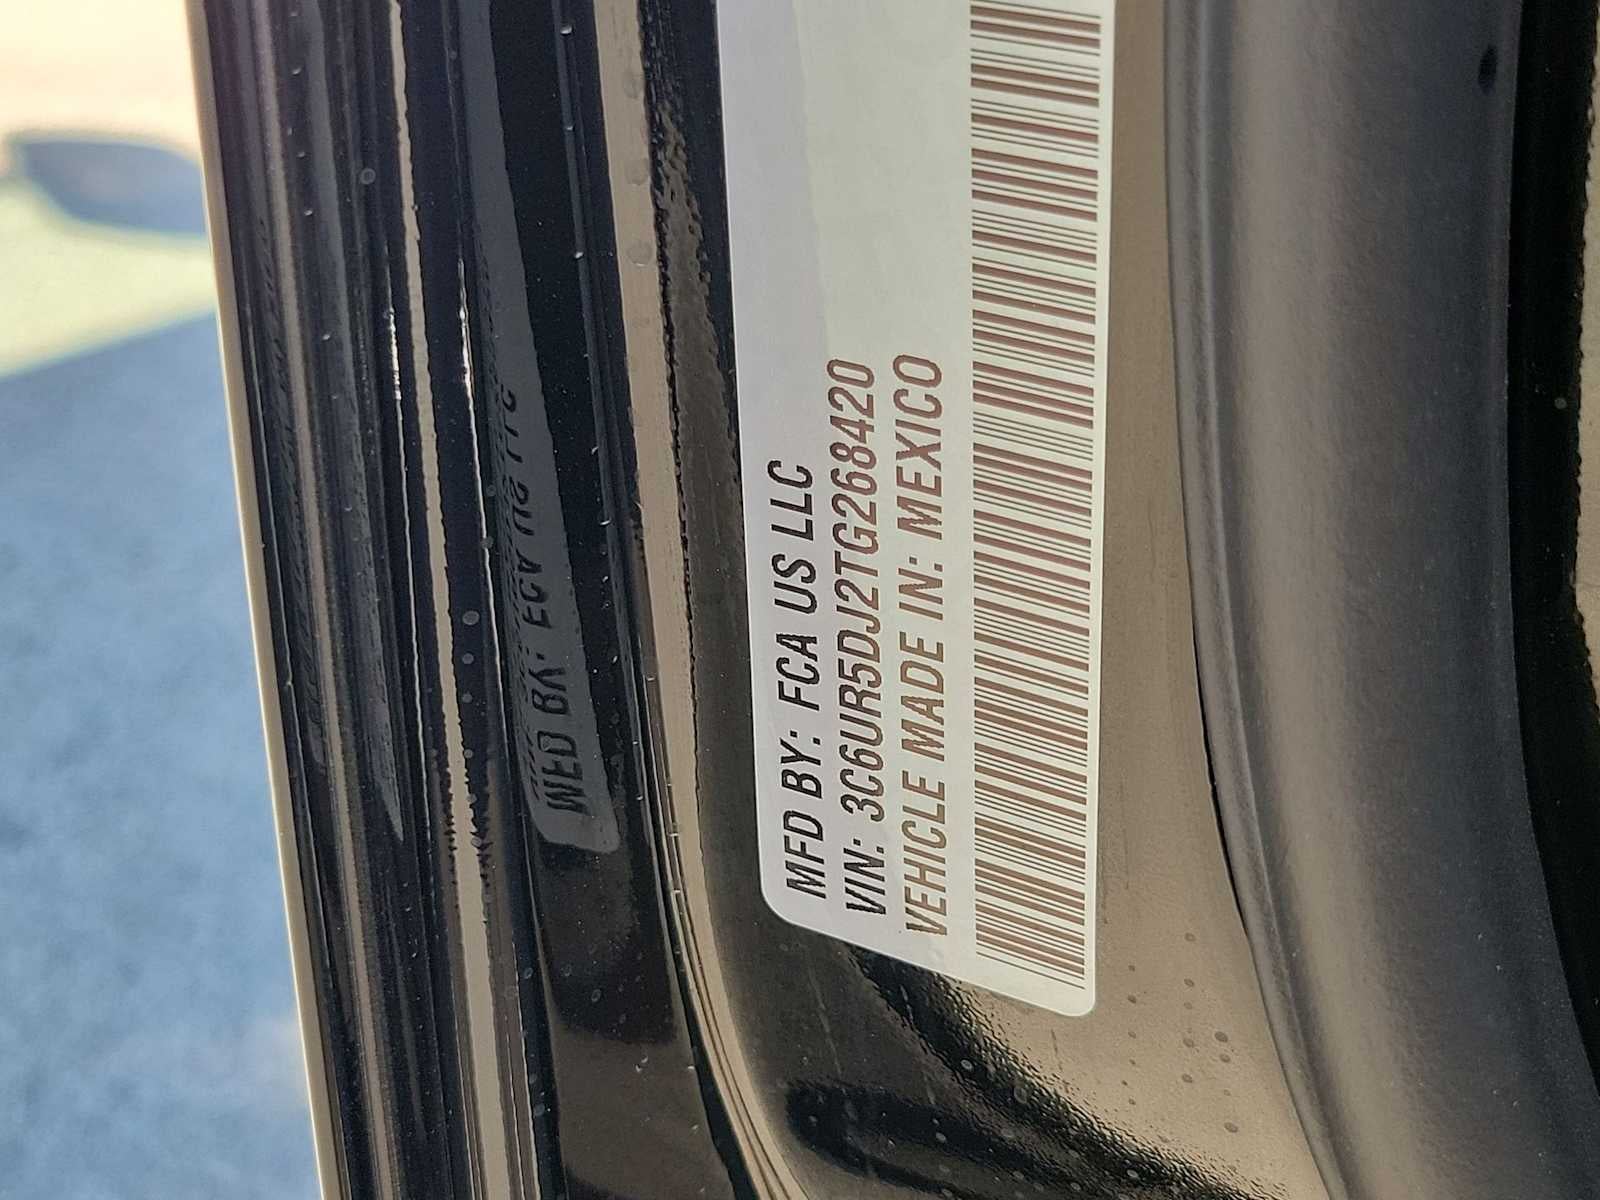 MFD BY: FCA US LLC
VIN: 3C6UR5DJ2TG268420
VEHICLE MADE IN: MEXICO